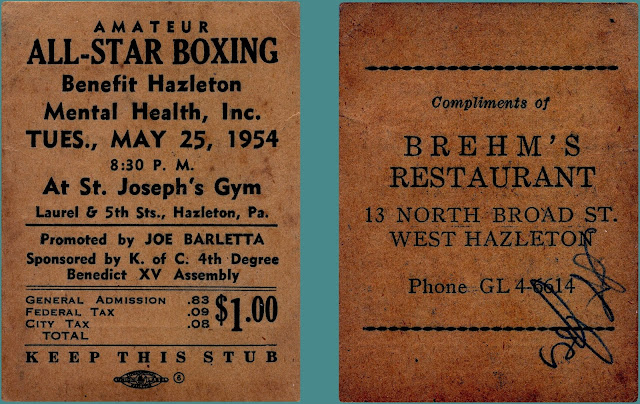 AMATEUR
ALL-STAR BOXING
Benefit Hazleton
Mental Health, Inc.
TUES., MAY 25, 1954
8:30 P. M.
At St. Joseph's Gym
Laurel & 5th Sts., Hazleton, Pa.
Promoted by JOE BARLETTA
Sponsored by K. of C. 4th Degree
Benedict XV Assembly
GENERAL ADMISSION .83
FEDERAL TAX .09
CITY TAX .08
TOTAL
$1.00
KEEP THIS STUB
6
Compliments of
BREHM'S
RESTAURANT
13 NORTH BROAD ST.
WEST HAZLETON
Phone GL 4-6614